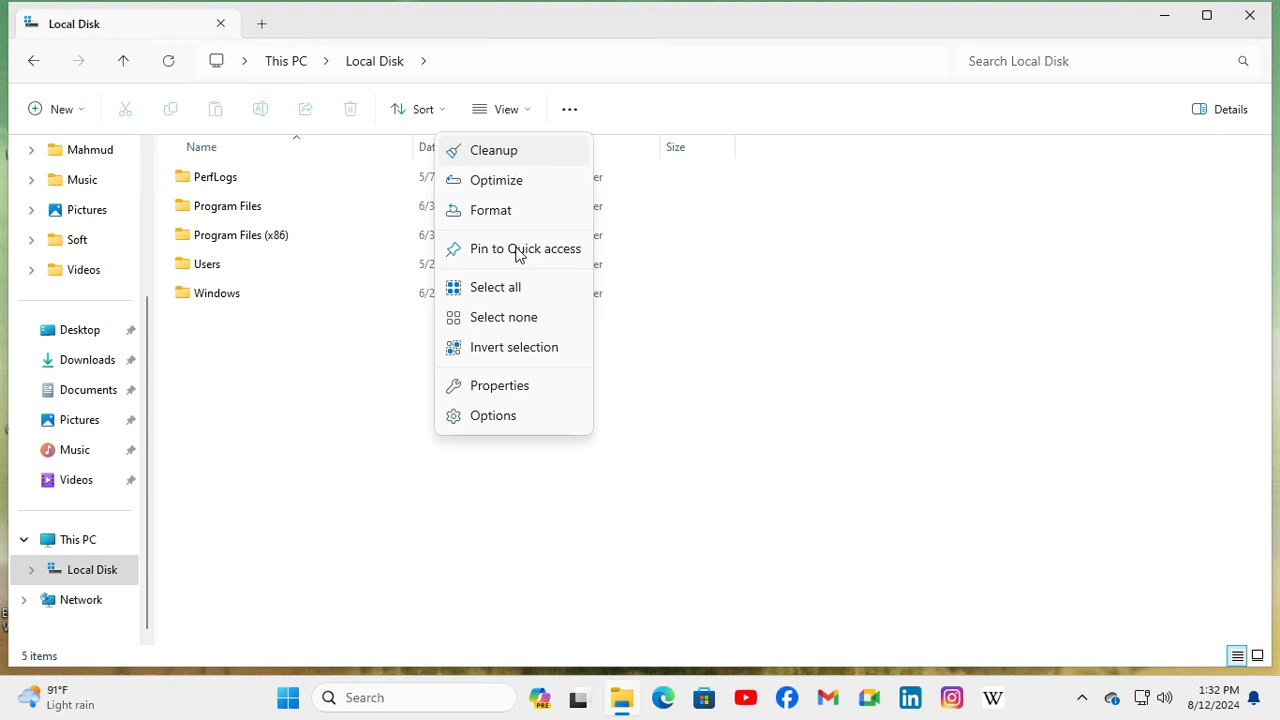 Local Disk
This PC
Local Disk
Search Local Disk
New
Sort
View
Details
Name
Size
Mahmud
Music
Pictures
Soft
Videos
Desktop
Downloads
Documents
Pictures
Music
Videos
This PC
Local Disk
Network
PerfLogs
Program Files
Program Files (x86)
Users
Windows
Cleanup
Optimize
Format
Pin to Quick access
Select all
Select none
Invert selection
Properties
Options
5 items
91°F
Light rain
Search
PRE
W
1:32 PM
8/12/2024